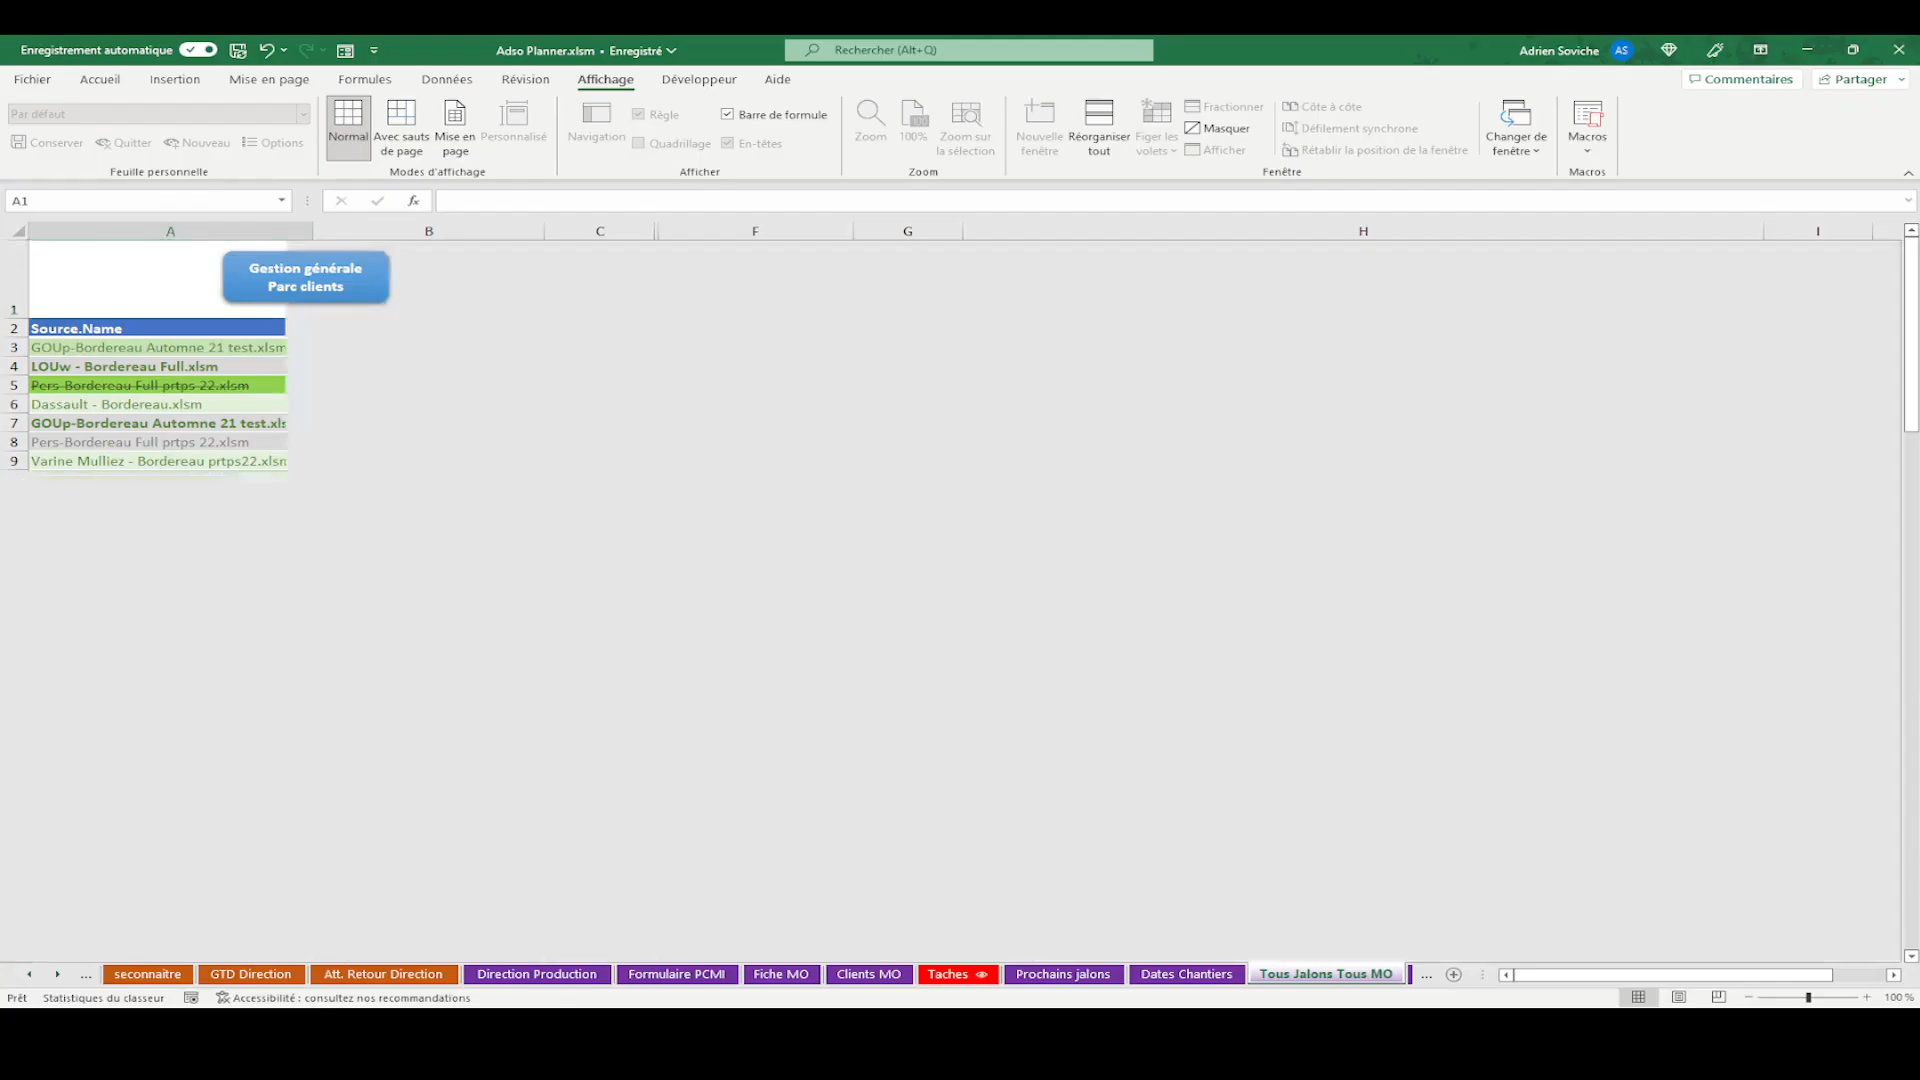 Enregistrement automatique
Adso Planner.xlsm • Enregistré
Rechercher (Alt+Q)
Adrien Soviche AS
Fichier Accueil Insertion Mise en page Formules Données Révision Affichage Développeur Aide
Commentaires Partager
Par défaut
Conserver Quitter Nouveau Options
Feuille personnelle
Normal
Avec sauts de page
Mise en page
Personnalisé
Modes d'affichage
Navigation
Règle
Barre de formule
Quadrillage
En-têtes
Afficher
Zoom
100%
Zoom sur la sélection
Zoom
Nouvelle fenêtre
Réorganiser tout
Figer les volets
Fractionner
Masquer
Afficher
Côte à côte
Défilement synchrone
Rétablir la position de la fenêtre
Changer de fenêtre
Fenêtre
Macros
Macros
A1
fx
A B C F G H I
Gestion générale
Parc clients
1
2 Source.Name
3 GOUp-Bordereau Automne 21 test.xlsm
4 LOUw - Bordereau Full.xlsm
5 Pers-Bordereau Full prtps 22.xlsm
6 Dassault - Bordereau.xlsm
7 GOUp-Bordereau Automne 21 test.xls
8 Pers-Bordereau Full prtps 22.xlsm
9 Varine Mulliez - Bordereau prtps22.xlsm
... seconnaitre GTD Direction Att. Retour Direction Direction Production Formulaire PCMI Fiche MO Clients MO Taches Prochains jalons Dates Chantiers Tous Jalons Tous MO ...
Prêt Statistiques du classeur Accessibilité : consultez nos recommandations
100 %